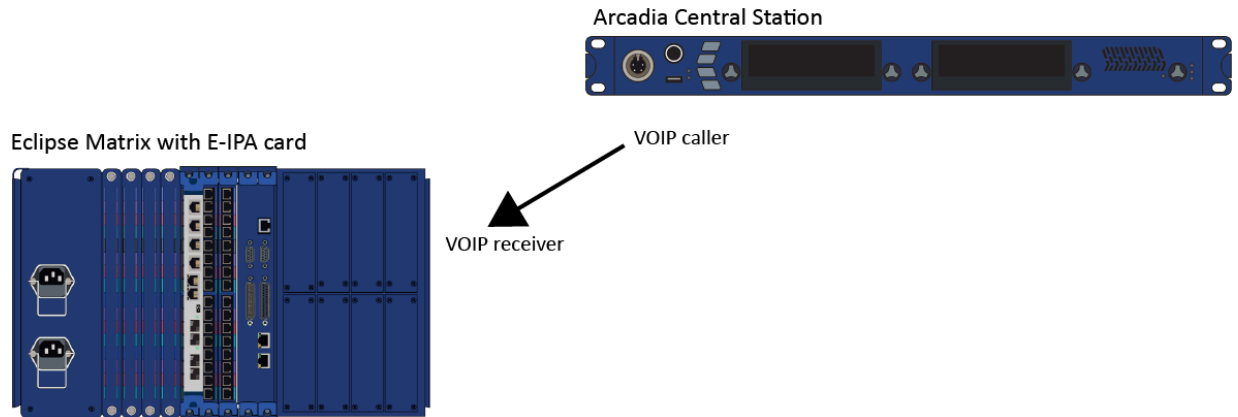 Arcadia Central Station
Eclipse Matrix with E-IPA card
VOIP caller
VOIP receiver